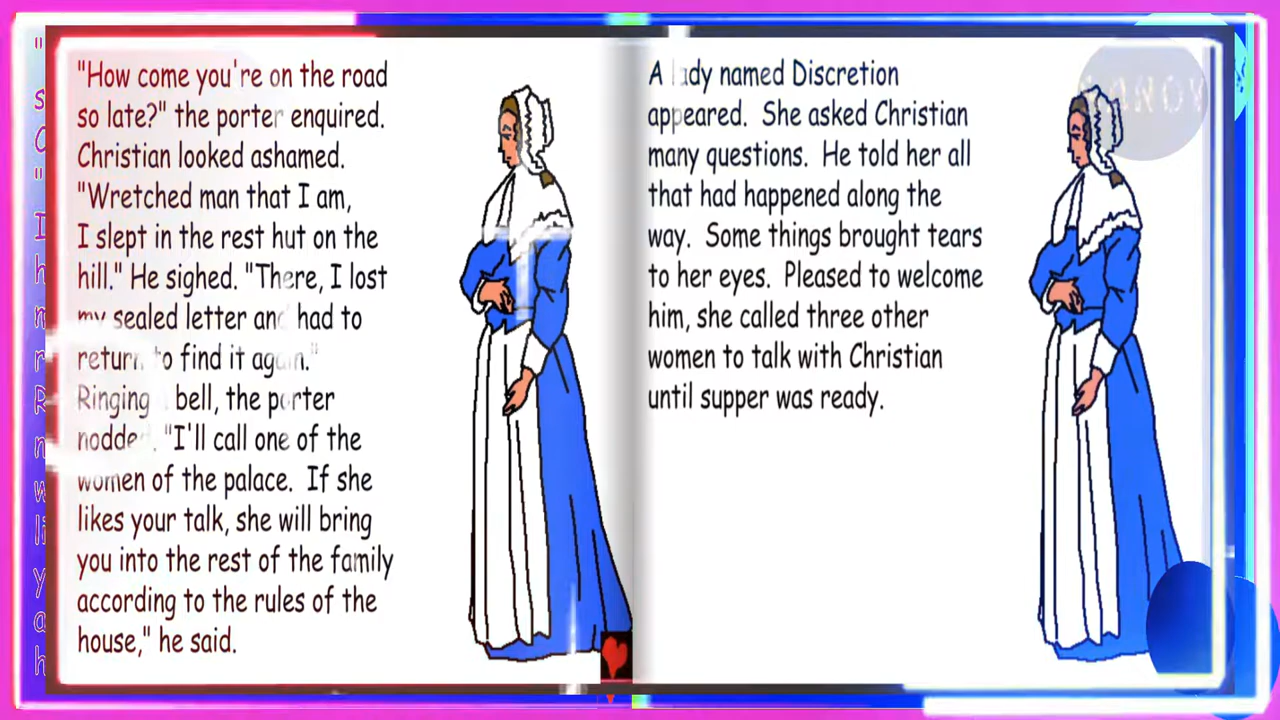 "How come you're on the road
so late?" the porter enquired.
Christian looked ashamed.
"Wretched man that I am,
I slept in the rest hut on the
hill." He sighed. "There, I lost
my sealed letter and had to
return to find it again."
Ringing bell, the porter
nodded. "I'll call one of the
women of the palace. If she
likes your talk, she will bring
you into the rest of the family
according to the rules of the
house," he said.
A lady named Discretion
appeared. She asked Christian
many questions. He told her all
that had happened along the
way. Some things brought tears
to her eyes. Pleased to welcome
him, she called three other
women to talk with Christian
until supper was ready.